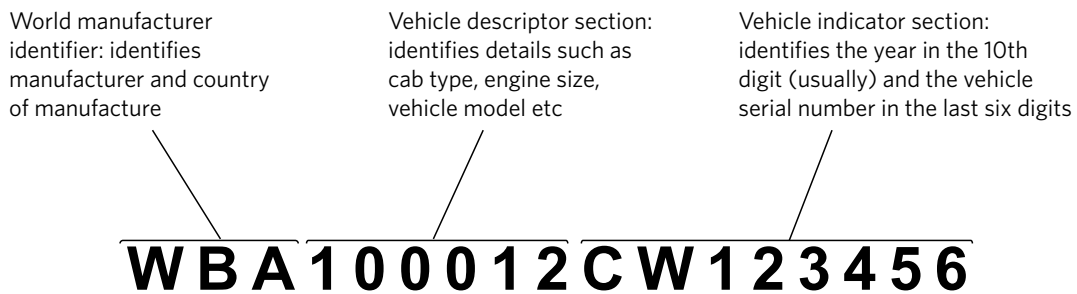 World manufacturer
identifier: identifies
manufacturer and country
of manufacture
Vehicle descriptor section:
identifies details such as
cab type, engine size,
vehicle model etc
Vehicle indicator section:
identifies the year in the 10th
digit (usually) and the vehicle
serial number in the last six digits
WBA100012CW123456